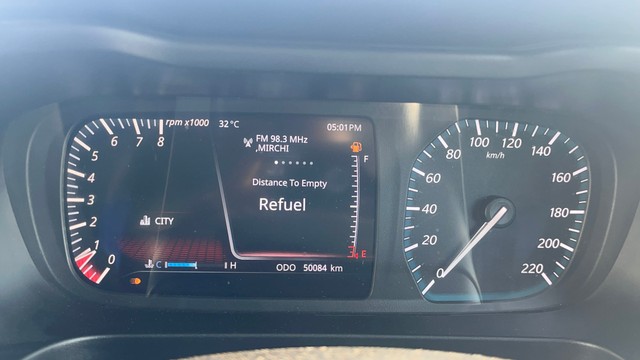 rpm x1000
32°C
05:01PM
FM 98.3 MHz
,MIRCHI
Distance To Empty
Refuel
F
E
CITY
C H
ODO 50084 km
0
1
2
3
4
5
6
7
8
km/h
0
20
40
60
80
100
120
140
160
180
200
220